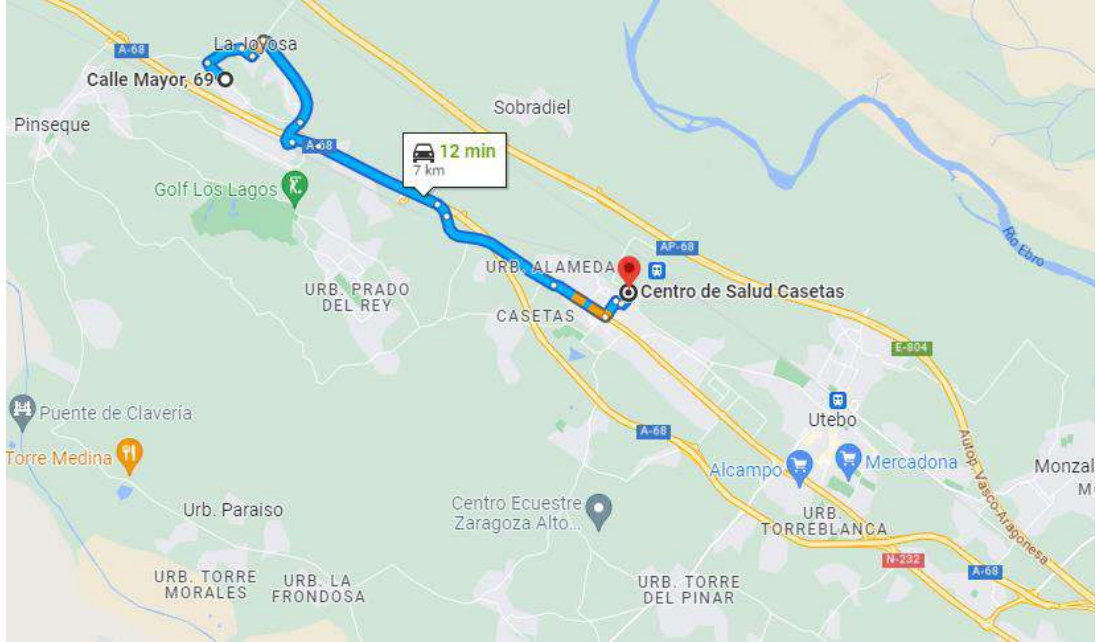 A-68
La Joyosa
Calle Mayor, 69
Pinseque
Sobradiel
A-68
12 min
7 km
Golf Los Lagos
Río Ebro
AP-68
URB. ALAMEDA
URB. PRADO
DEL REY
Centro de Salud Casetas
CASETAS
E-804
Puente de Clavería
Utebo
A-68
Torre Medina
Alcampo
Mercadona
Autop. Vasco-Aragonesa
Monzal
M
Urb. Paraiso
Centro Ecuestre
Zaragoza Alto...
URB.
TORREBLANCA
N-232
A-68
URB. TORRE
MORALES
URB. LA
FRONDOSA
URB. TORRE
DEL PINAR